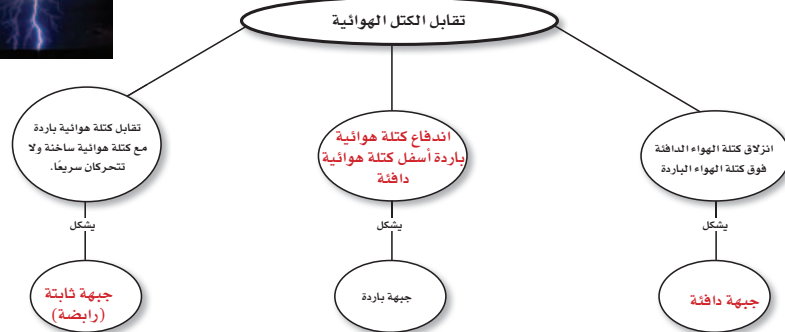 تقابل الكتل الهوائية
انزلاق كتلة الهواء الدافئة
فوق كتلة الهواء الباردة
يشكل
جبهة دافئة
اندفاع كتلة هوائية
باردة أسفل كتلة هوائية
دافئة
يشكل
جبهة باردة
تقابل كتلة هوائية باردة
مع كتلة هوائية ساخنة ولا
تتحركان سريعًا.
يشكل
جبهة ثابتة
(رابضة)